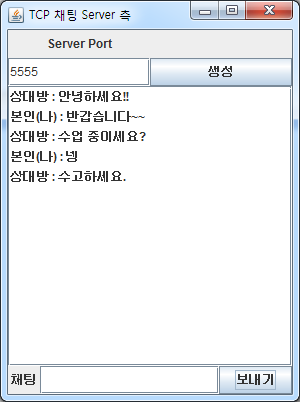 TCP 채팅 Server 측
Server Port
5555 생성
상대방 : 안녕하세요!!
본인(나) : 반갑습니다~~
상대방 : 수업 중이세요?
본인(나) : 넹
상대방 : 수고하세요.
채팅 보내기